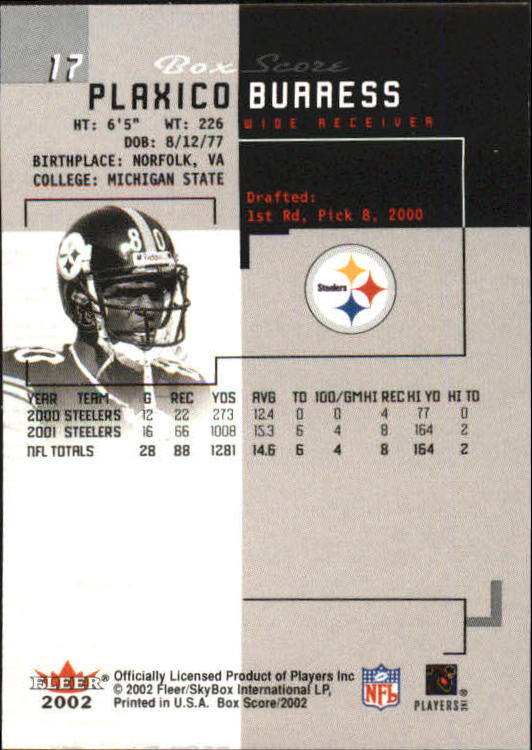 17
Box Score
PLAXICO BURRESS
HT: 6'5" WT: 226
WIDE RECEIVER
DOB: 8/12/77
BIRTHPLACE: NORFOLK, VA
COLLEGE: MICHIGAN STATE
Drafted:
1st Rd, Pick 8, 2000
80
Riddell
Steelers
YEAR TEAM G REC YDS AVG TD 100/GM HI REC HI YD HI TD
2000 STEELERS 12 22 273 12.4 0 0 4 77 0
2001 STEELERS 16 66 1008 15.3 6 4 8 164 2
NFL TOTALS 28 88 1281 14.6 6 4 8 164 2
FLEER®
2002
Officially Licensed Product of Players Inc
© 2002 Fleer/SkyBox International LP,
Printed in U.S.A. Box Score/2002
NFL
PLAYERS INC ®